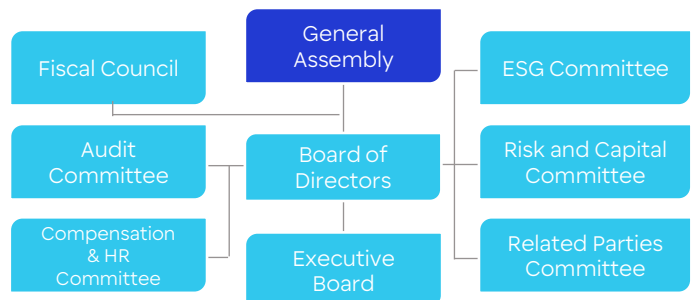 General
Assembly
Fiscal Council
ESG Committee
Audit
Committee
Board of
Directors
Risk and Capital
Committee
Compensation
& HR
Committee
Executive
Board
Related Parties
Committee